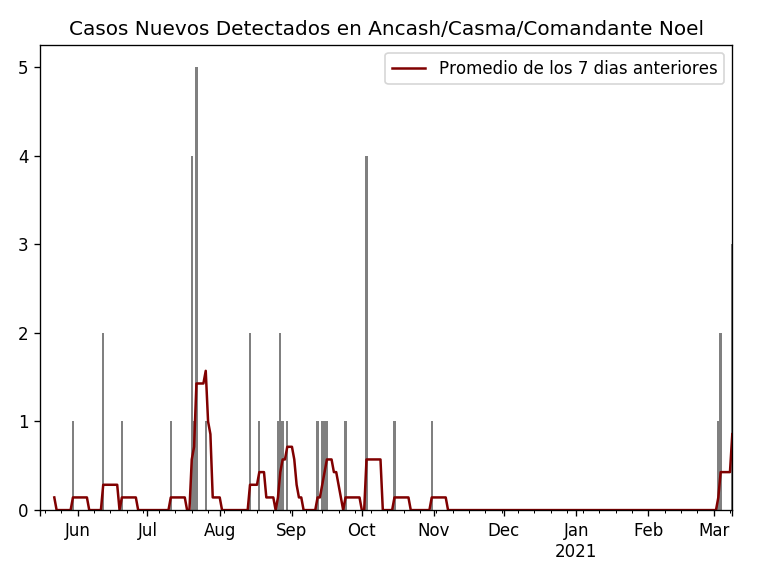 Casos Nuevos Detectados en Ancash/Casma/Comandante Noel
Promedio de los 7 dias anteriores
5
4
3
2
1
0
Jun Jul Aug Sep Oct Nov Dec Jan Feb Mar
2021